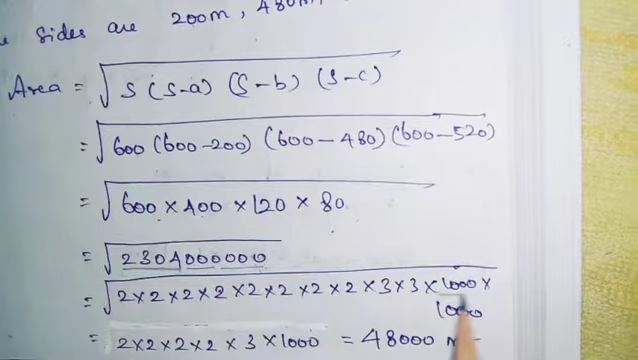 Sides are 200m, 480m,
Area = √S (S-a) (S-b) (S-c)
= √600 (600-200) (600-480) (600-520)
= √600 × 400 × 120 × 80
= √2304000000
= √2×2×2×2×2×2×2×2×3×3×1000×
1000
= 2×2×2×2×3×1000 = 48000